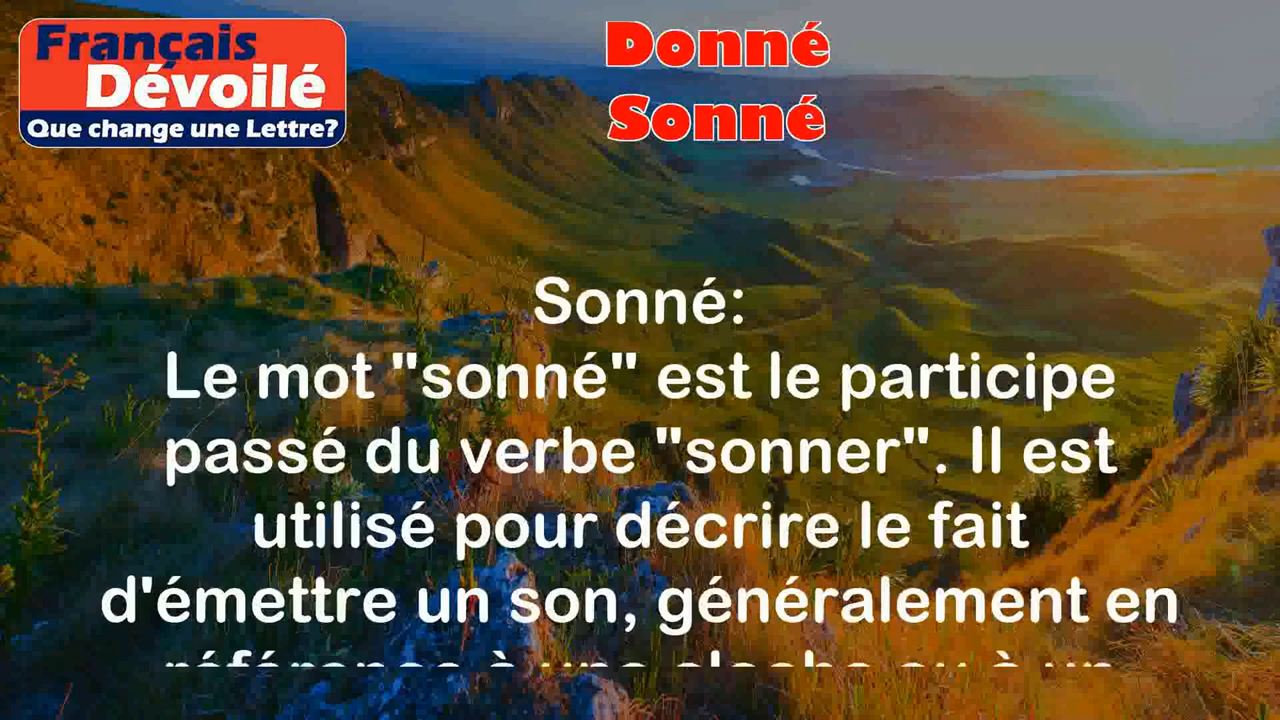 Français
Dévoilé
Que change une Lettre?
Donné
Sonné
Sonné:
Le mot "sonné" est le participe
passé du verbe "sonner". Il est
utilisé pour décrire le fait
d'émettre un son, généralement en